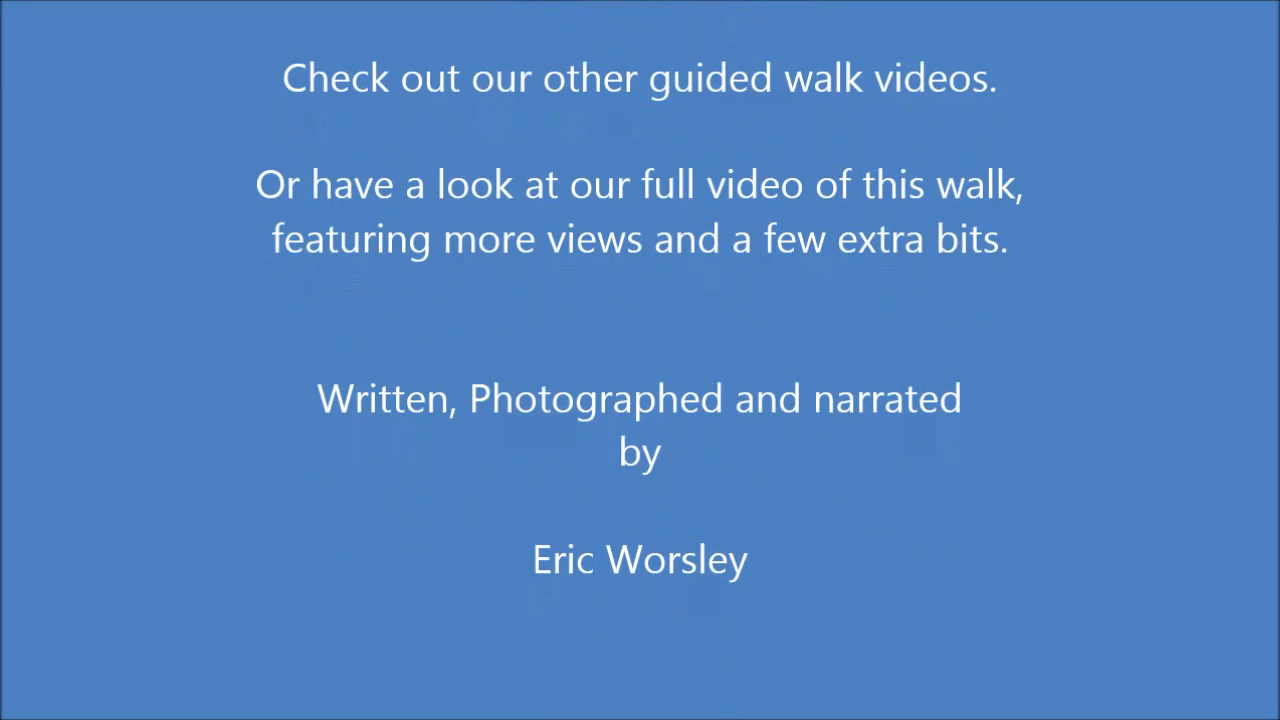 Check out our other guided walk videos.
Or have a look at our full video of this walk,
featuring more views and a few extra bits.
Written, Photographed and narrated
by
Eric Worsley